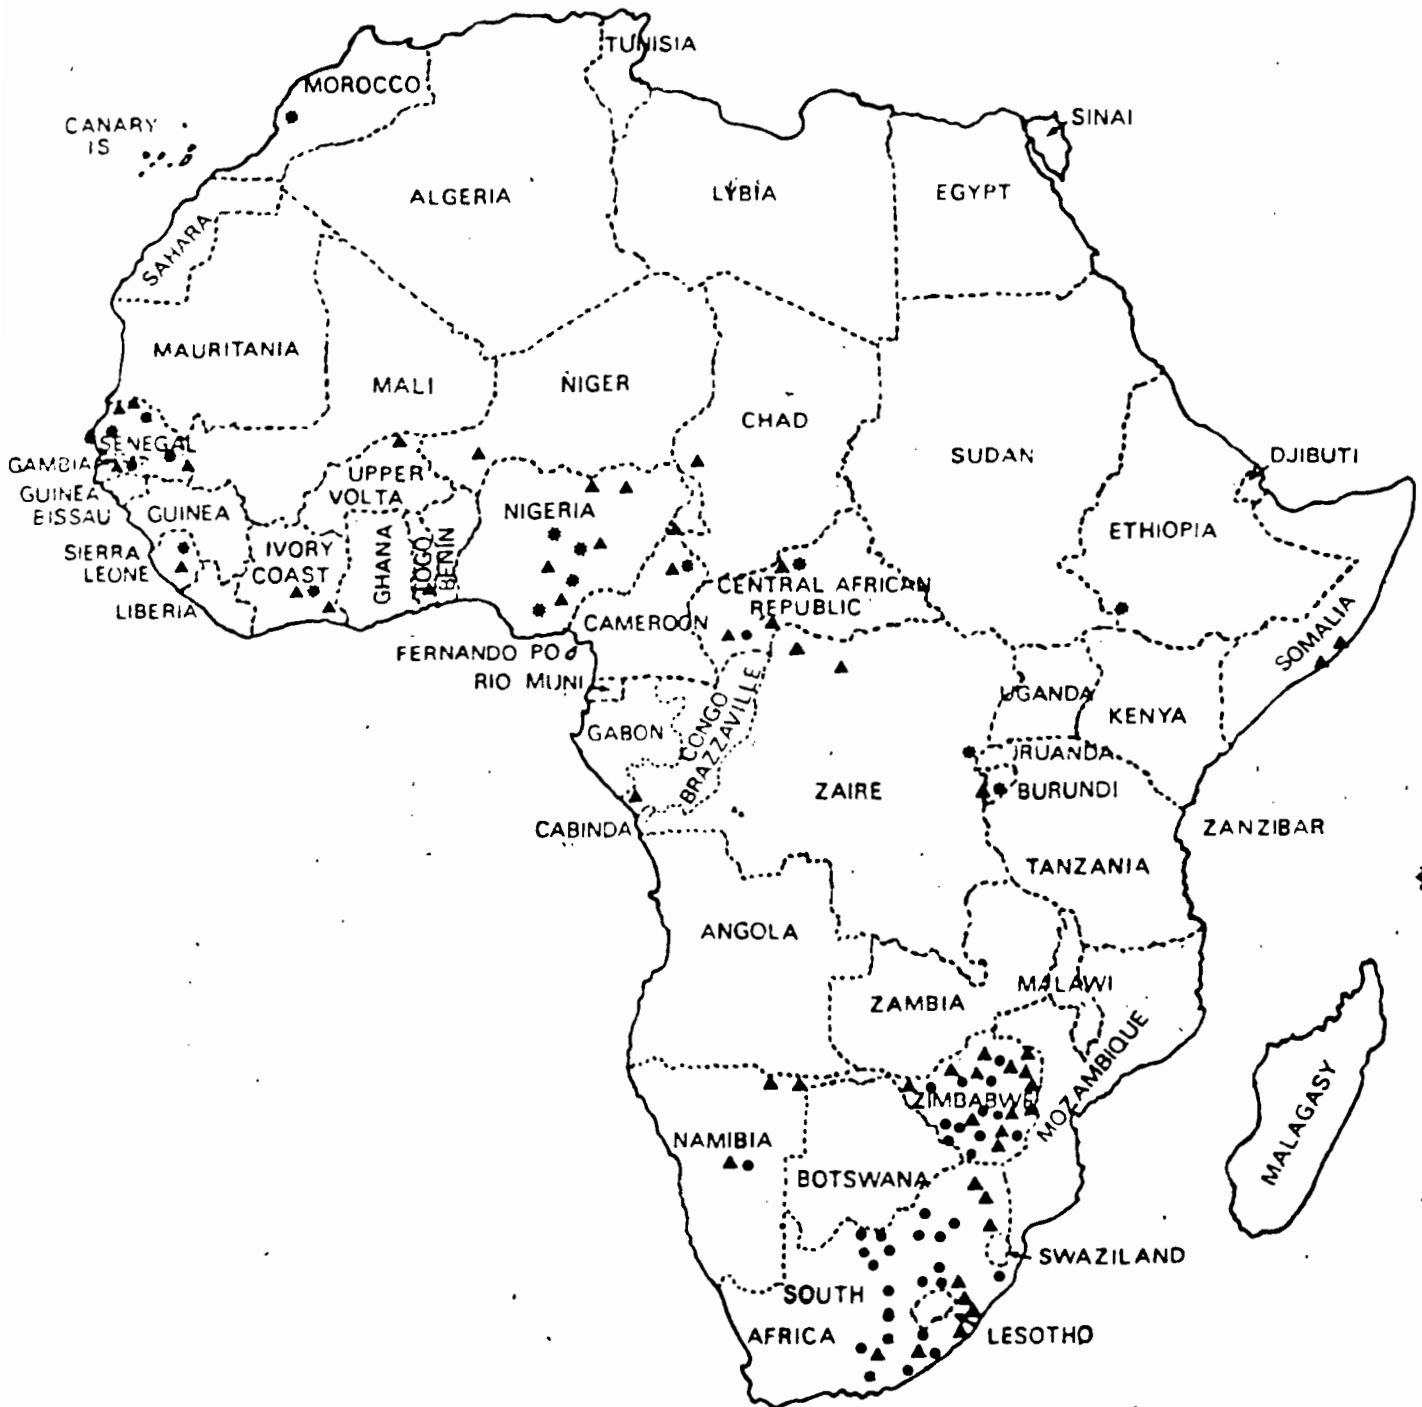 TUNISIA
MOROCCO
CANARY
IS
SINAI
ALGERIA
LYBIA
EGYPT
SAHARA
MAURITANIA
MALI
NIGER
CHAD
SUDAN
DJIBUTI
SENEGAL
GAMBIA
GUINEA
BISSAU
GUINEA
UPPER
VOLTA
NIGERIA
ETHIOPIA
SIERRA
LEONE
IVORY
COAST
GHANA
TOGO
BENIN
LIBERIA
CENTRAL AFRICAN
REPUBLIC
CAMEROON
SOMALIA
FERNANDO PO
RIO MUNI
UGANDA
KENYA
GABON
CONGO
BRAZZAVILLE
RUANDA
ZAIRE
BURUNDI
CABINDA
ZANZIBAR
TANZANIA
ANGOLA
MALAWI
ZAMBIA
MOZAMBIQUE
MALAGASY
ZIMBABWE
NAMIBIA
BOTSWANA
SWAZILAND
SOUTH
AFRICA
LESOTHO